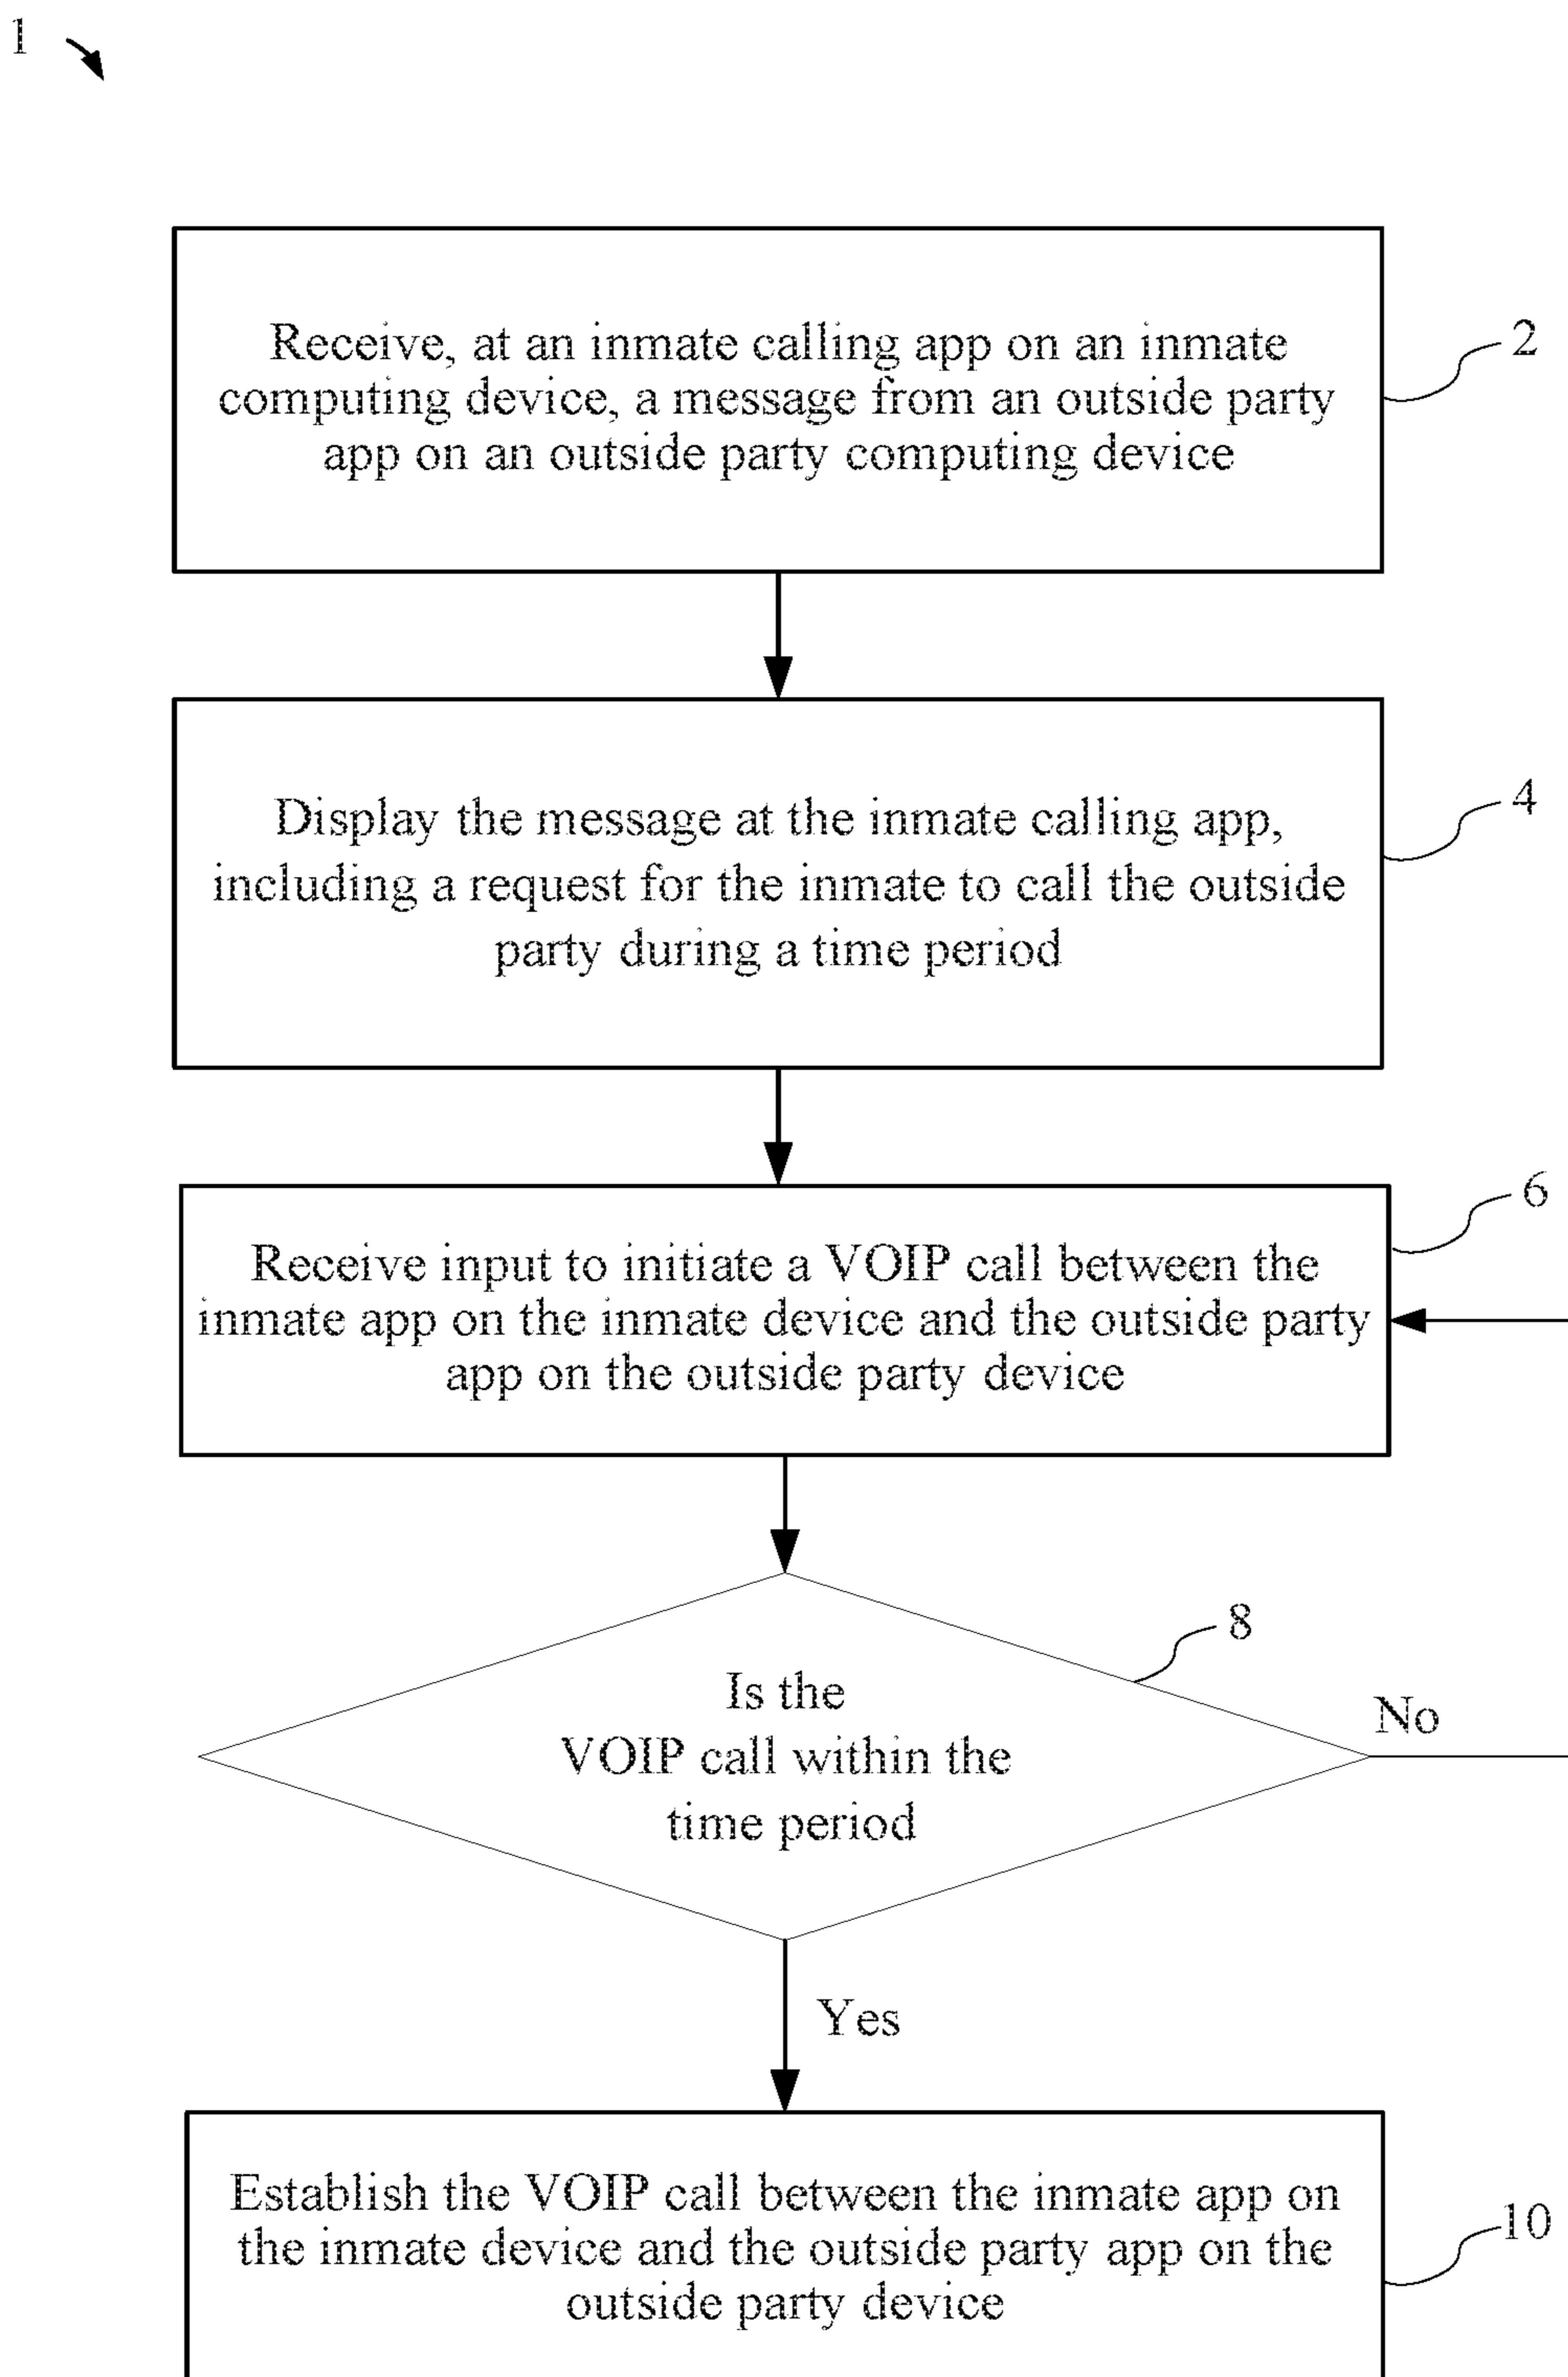 1
Receive, at an inmate calling app on an inmate
computing device, a message from an outside party
app on an outside party computing device
2
Display the message at the inmate calling app,
including a request for the inmate to call the outside
party during a time period
4
Receive input to initiate a VOIP call between the
inmate app on the inmate device and the outside party
app on the outside party device
6
Is the
VOIP call within the
time period
8
No
Yes
Establish the VOIP call between the inmate app on
the inmate device and the outside party app on the
outside party device
10